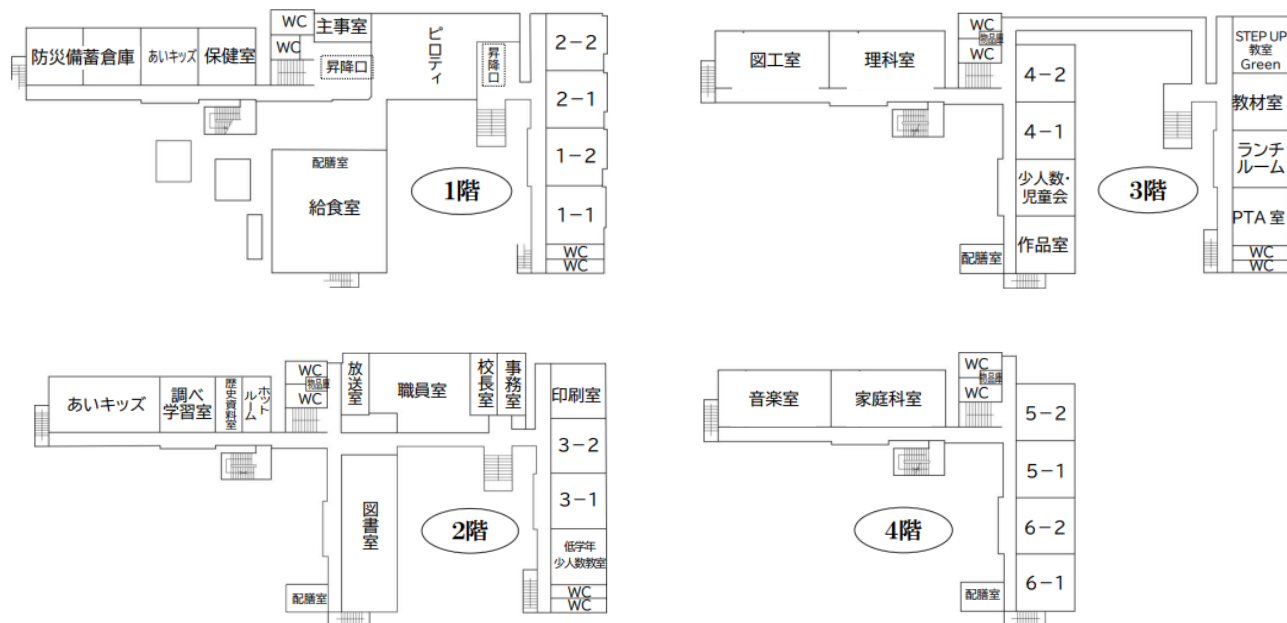 防災備蓄倉庫
あいキッズ
保健室
WC
WC
主事室
昇降口
ピロティ
昇降口
2-2
2-1
1-2
1-1
WC
WC
配膳室
給食室
1階
図工室
理科室
WC
物品庫
WC
4-2
4-1
少人数・
児童会
作品室
配膳室
3階
STEP UP
教室
Green
教材室
ランチ
ルーム
PTA 室
WC
WC
あいキッズ
調べ
学習室
歴史資料室
ホット
ルーム
WC
物品庫
WC
放送室
職員室
校長室
事務室
印刷室
3-2
3-1
低学年
少人数教室
WC
WC
図書室
配膳室
2階
音楽室
家庭科室
WC
物品庫
WC
5-2
5-1
6-2
6-1
配膳室
4階